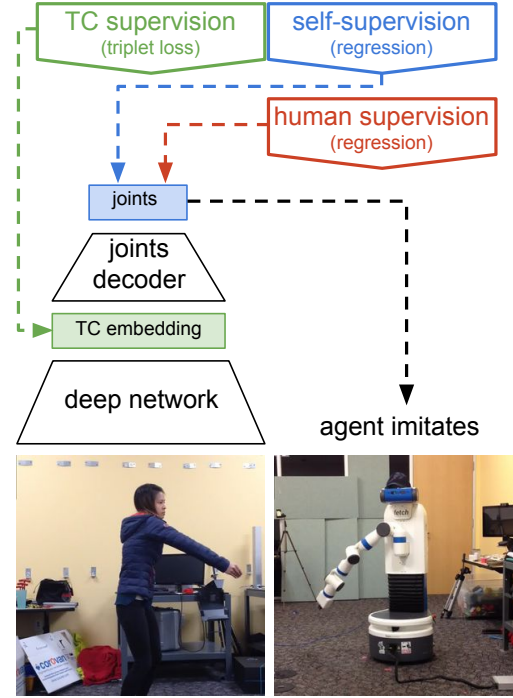 TC supervision
(triplet loss)
self-supervision
(regression)
human supervision
(regression)
joints
joints
decoder
TC embedding
deep network
agent imitates
fetch
corovan